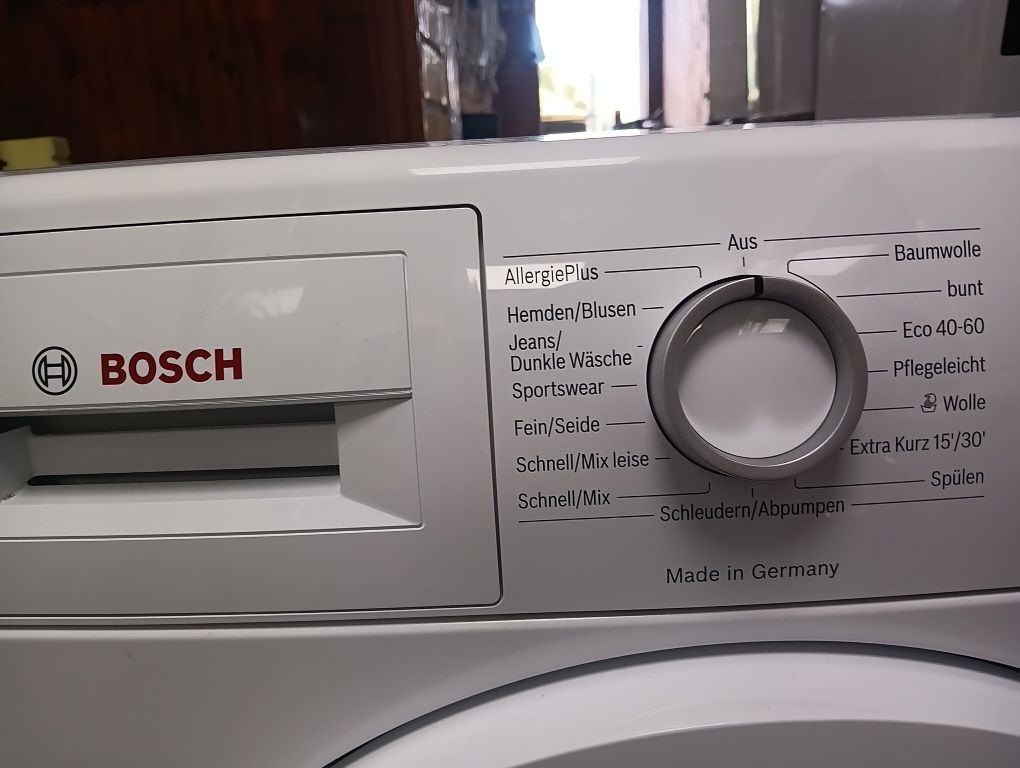 BOSCH
Aus
AllergiePlus
Hemden/Blusen
Jeans/
Dunkle Wäsche
Sportswear
Fein/Seide
Schnell/Mix leise
Schnell/Mix
Baumwolle
bunt
Eco 40-60
Pflegeleicht
Wolle
Extra Kurz 15'/30'
Spülen
Schleudern/Abpumpen
Made in Germany